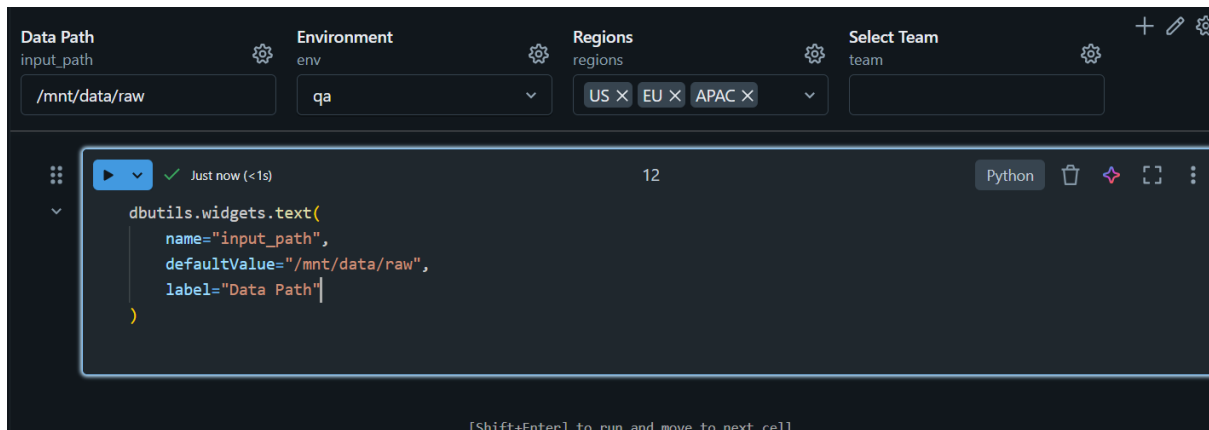 Data Path
input_path
/mnt/data/raw
Environment
env
qa
Regions
regions
US EU APAC
Select Team
team
Just now (<1s)
12
Python
dbutils.widgets.text(
name="input_path",
defaultValue="/mnt/data/raw",
label="Data Path"
)
[Shift+Enter] to run and move to next cell